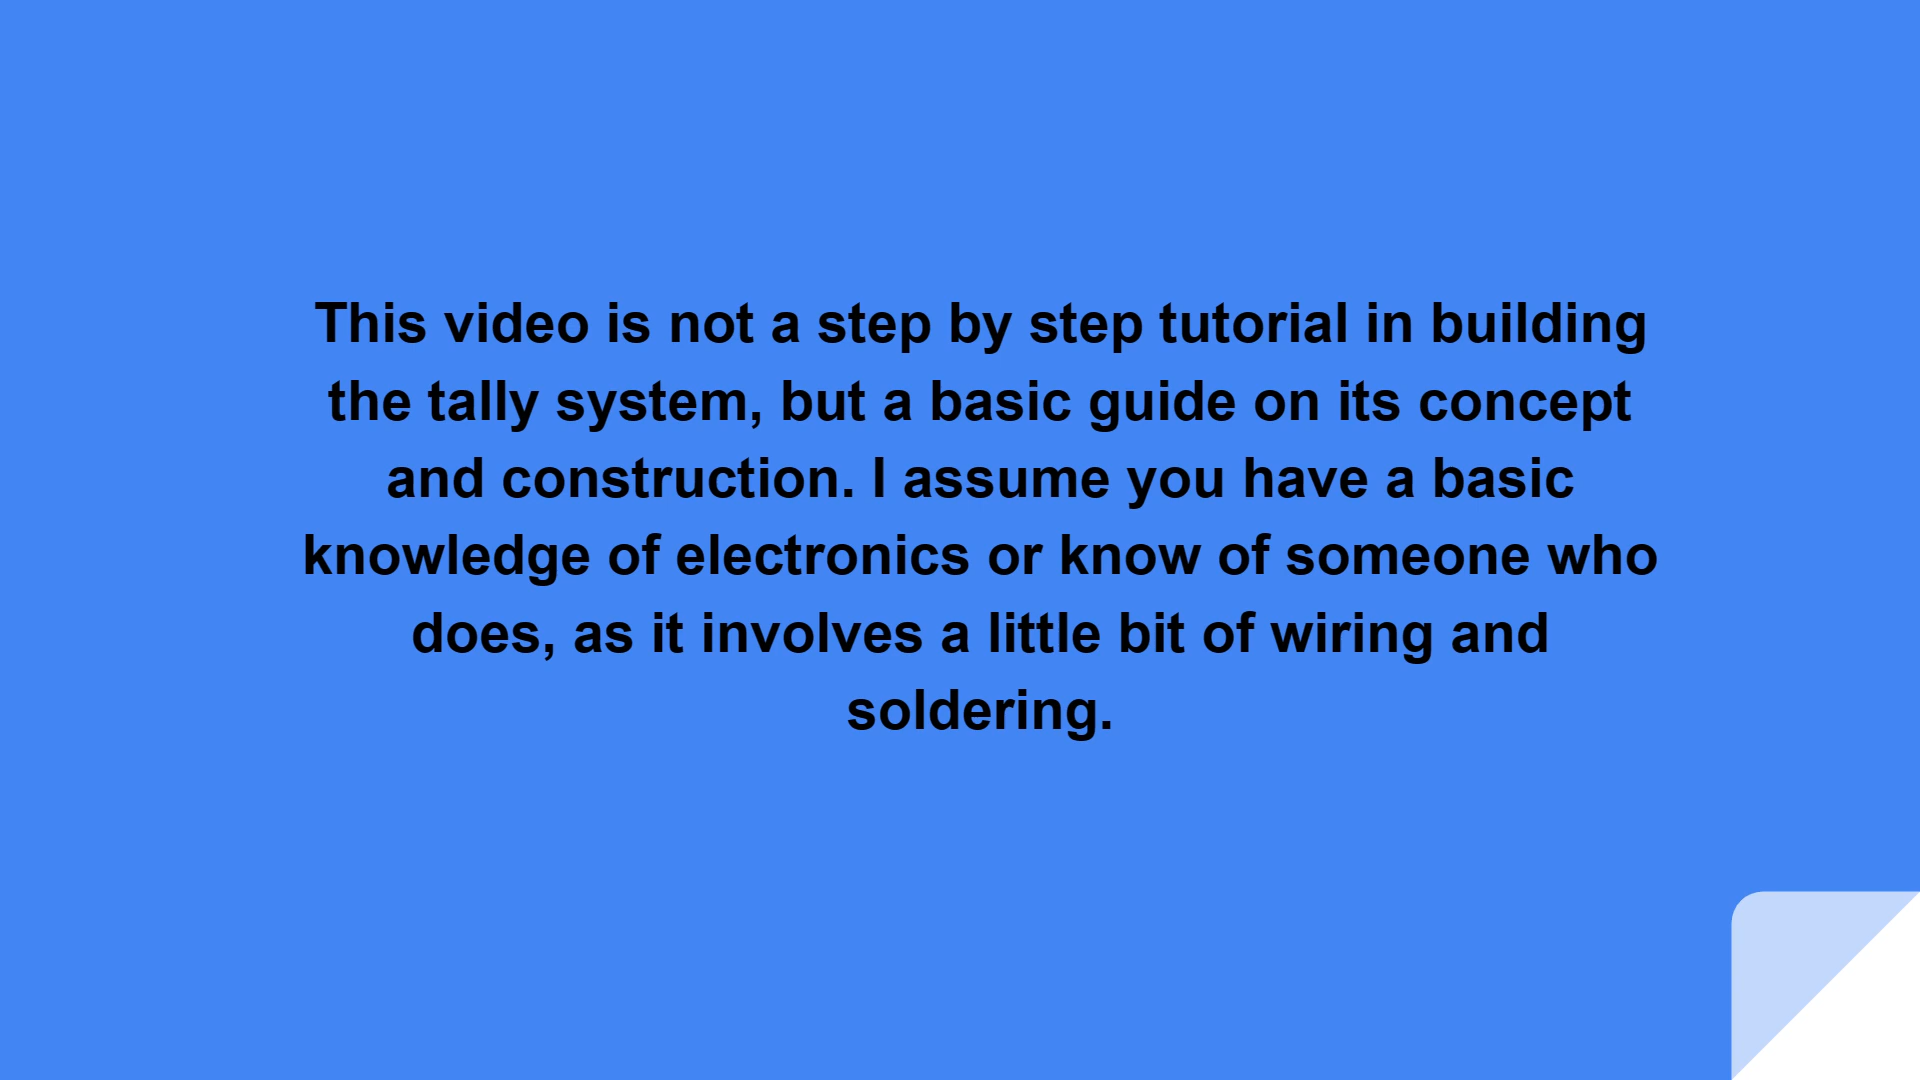 This video is not a step by step tutorial in building
the tally system, but a basic guide on its concept
and construction. I assume you have a basic
knowledge of electronics or know of someone who
does, as it involves a little bit of wiring and
soldering.